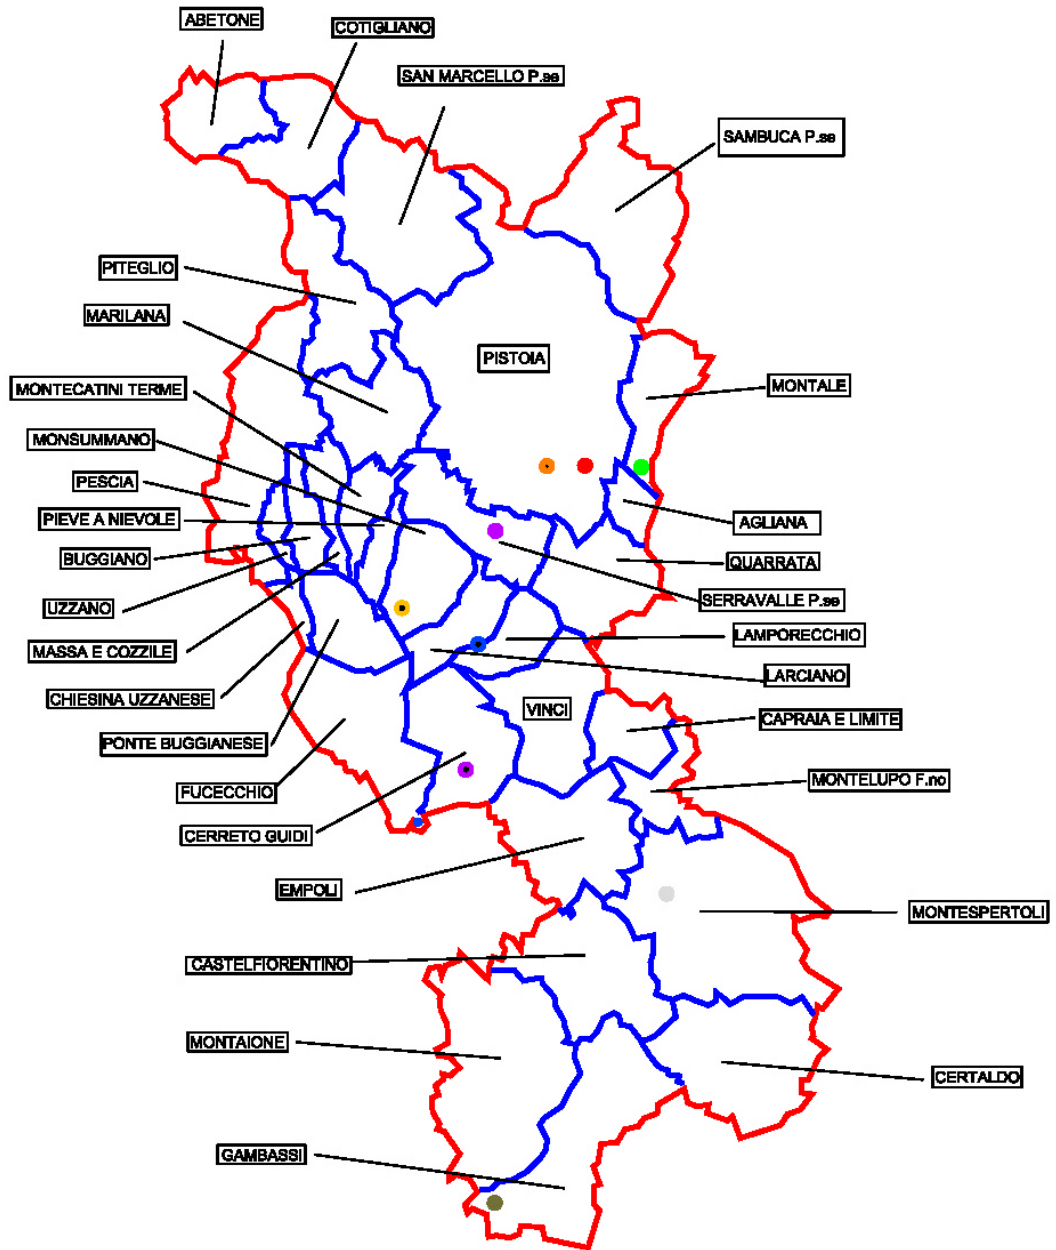 ABETONE
COTIGLIANO
SAN MARCELLO P.se
SAMBUCA P.se
PITEGLIO
MARILANA
PISTOIA
MONTECATINI TERME
MONTALE
MONSUMMANO
PESCIA
PIEVE A NIEVOLE
AGLIANA
BUGGIANO
QUARRATA
UZZANO
SERRAVALLE P.se
MASSA E COZZILE
LAMPORECCHIO
LARCIANO
CHIESINA UZZANESE
VINCI
CAPRAIA E LIMITE
PONTE BUGGIANESE
MONTELUPO F.no
FUCECCHIO
CERRETO GUIDI
EMPOLI
MONTESPERTOLI
CASTELFIORENTINO
MONTAIONE
CERTALDO
GAMBASSI